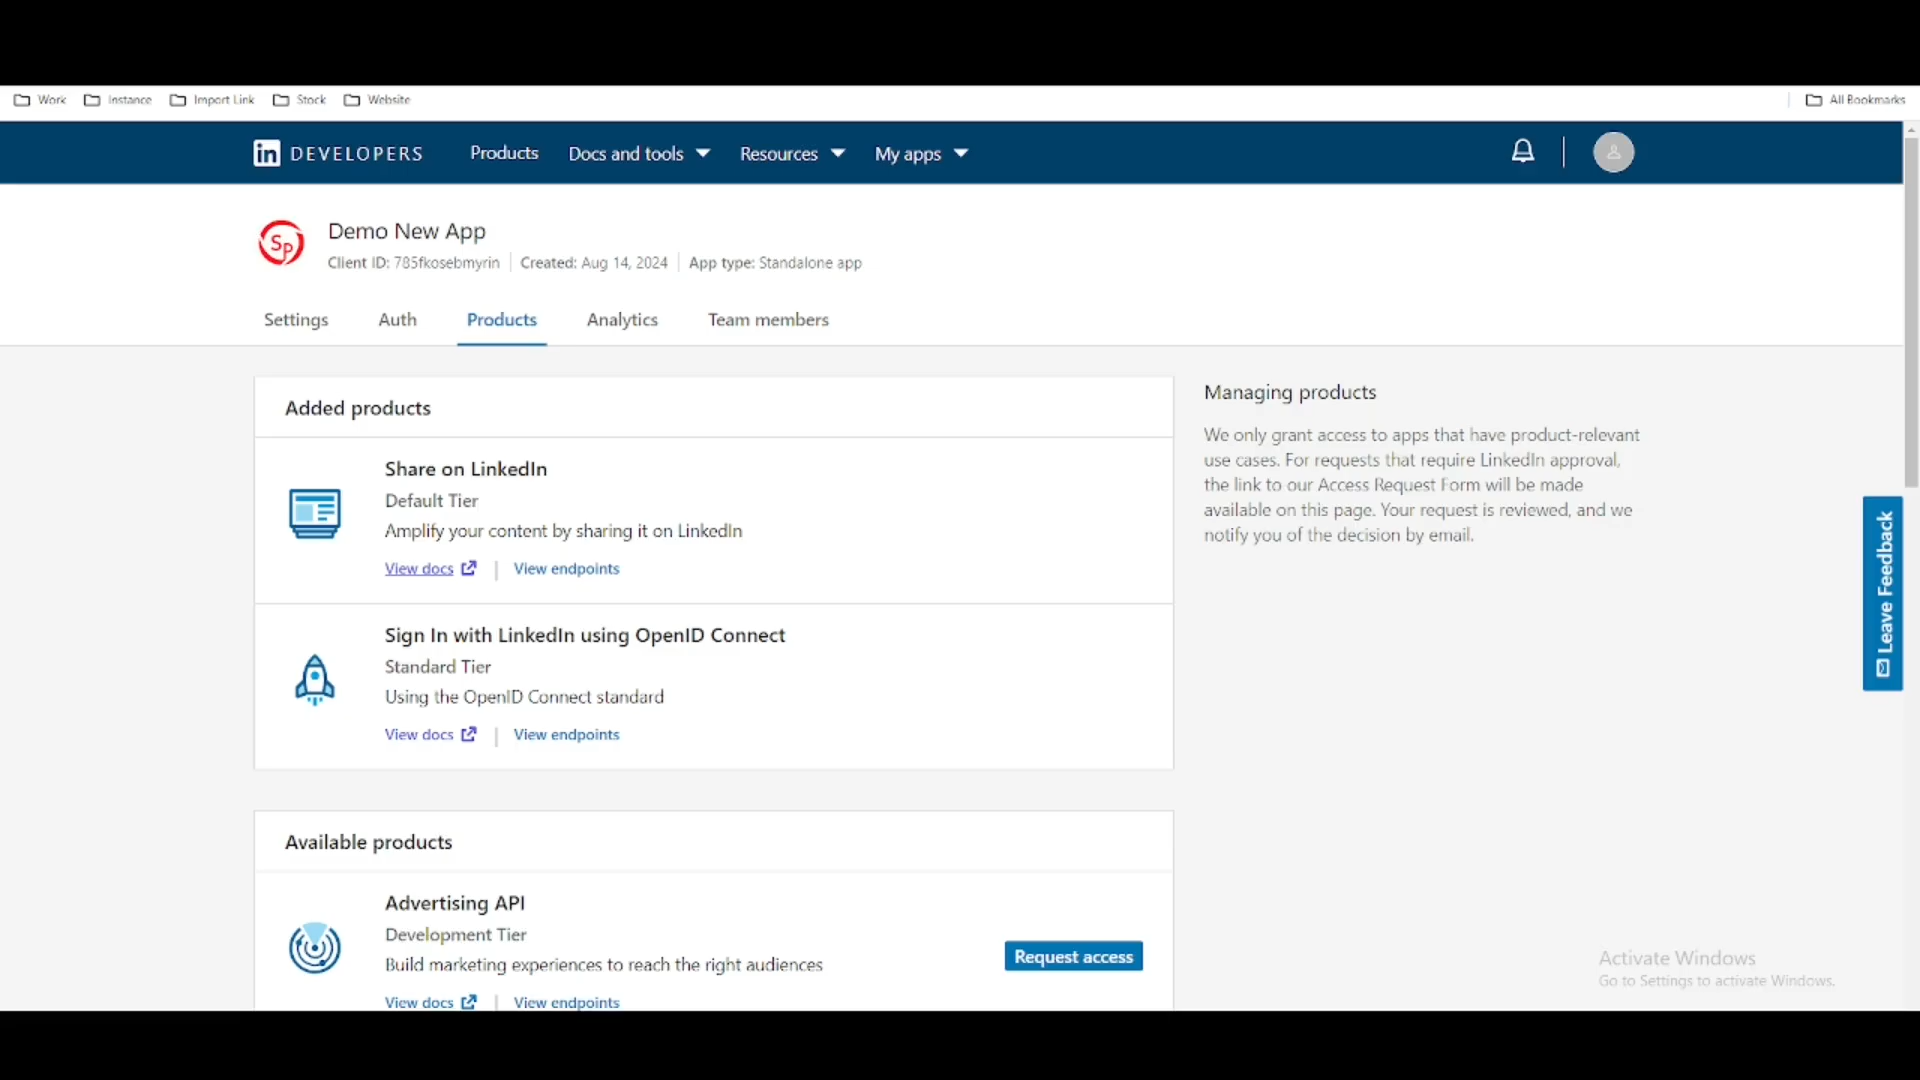 Work Instance Import Link Stock Website All Bookmarks
in DEVELOPERS Products Docs and tools Resources My apps
Sp
Demo New App
Client ID: 785fkosebmyrin Created: Aug 14, 2024 App type: Standalone app
Settings Auth Products Analytics Team members
Added products
Share on LinkedIn
Default Tier
Amplify your content by sharing it on LinkedIn
View docs | View endpoints
Sign In with LinkedIn using OpenID Connect
Standard Tier
Using the OpenID Connect standard
View docs | View endpoints
Available products
Advertising API
Development Tier
Build marketing experiences to reach the right audiences
Request access
View docs | View endpoints
Managing products
We only grant access to apps that have product-relevant
use cases. For requests that require LinkedIn approval,
the link to our Access Request Form will be made
available on this page. Your request is reviewed, and we
notify you of the decision by email.
Leave Feedback
Activate Windows
Go to Settings to activate Windows.